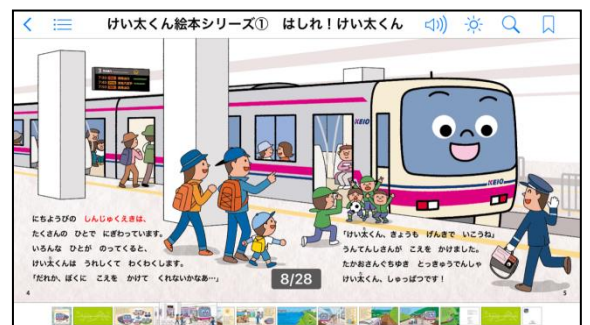 けい太くん絵本シリーズ① はしれ!けい太くん
KEIO
KEIO
にちようびの しんじゅくえきは、
たくさんの ひとで にぎわっています。
いろんな ひとが のってくると、
けい太くんは うれしくて わくわくします。
「だれか、ぼくに こえを かけて くれないかなあ…」
「けい太くん、きょうも げんきで いこうね」
うんてんしさんが こえを かけました。
たかおさんぐちゆき とっきゅうでんしゃ
けい太くん、しゅっぱつです!
8/28
4
5